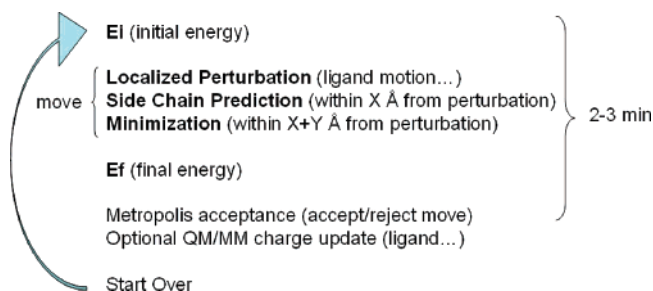 Ei (initial energy)
Localized Perturbation (ligand motion…)
move
Side Chain Prediction (within X Å from perturbation)
Minimization (within X+Y Å from perturbation)
2-3 min
Ef (final energy)
Metropolis acceptance (accept/reject move)
Optional QM/MM charge update (ligand…)
Start Over